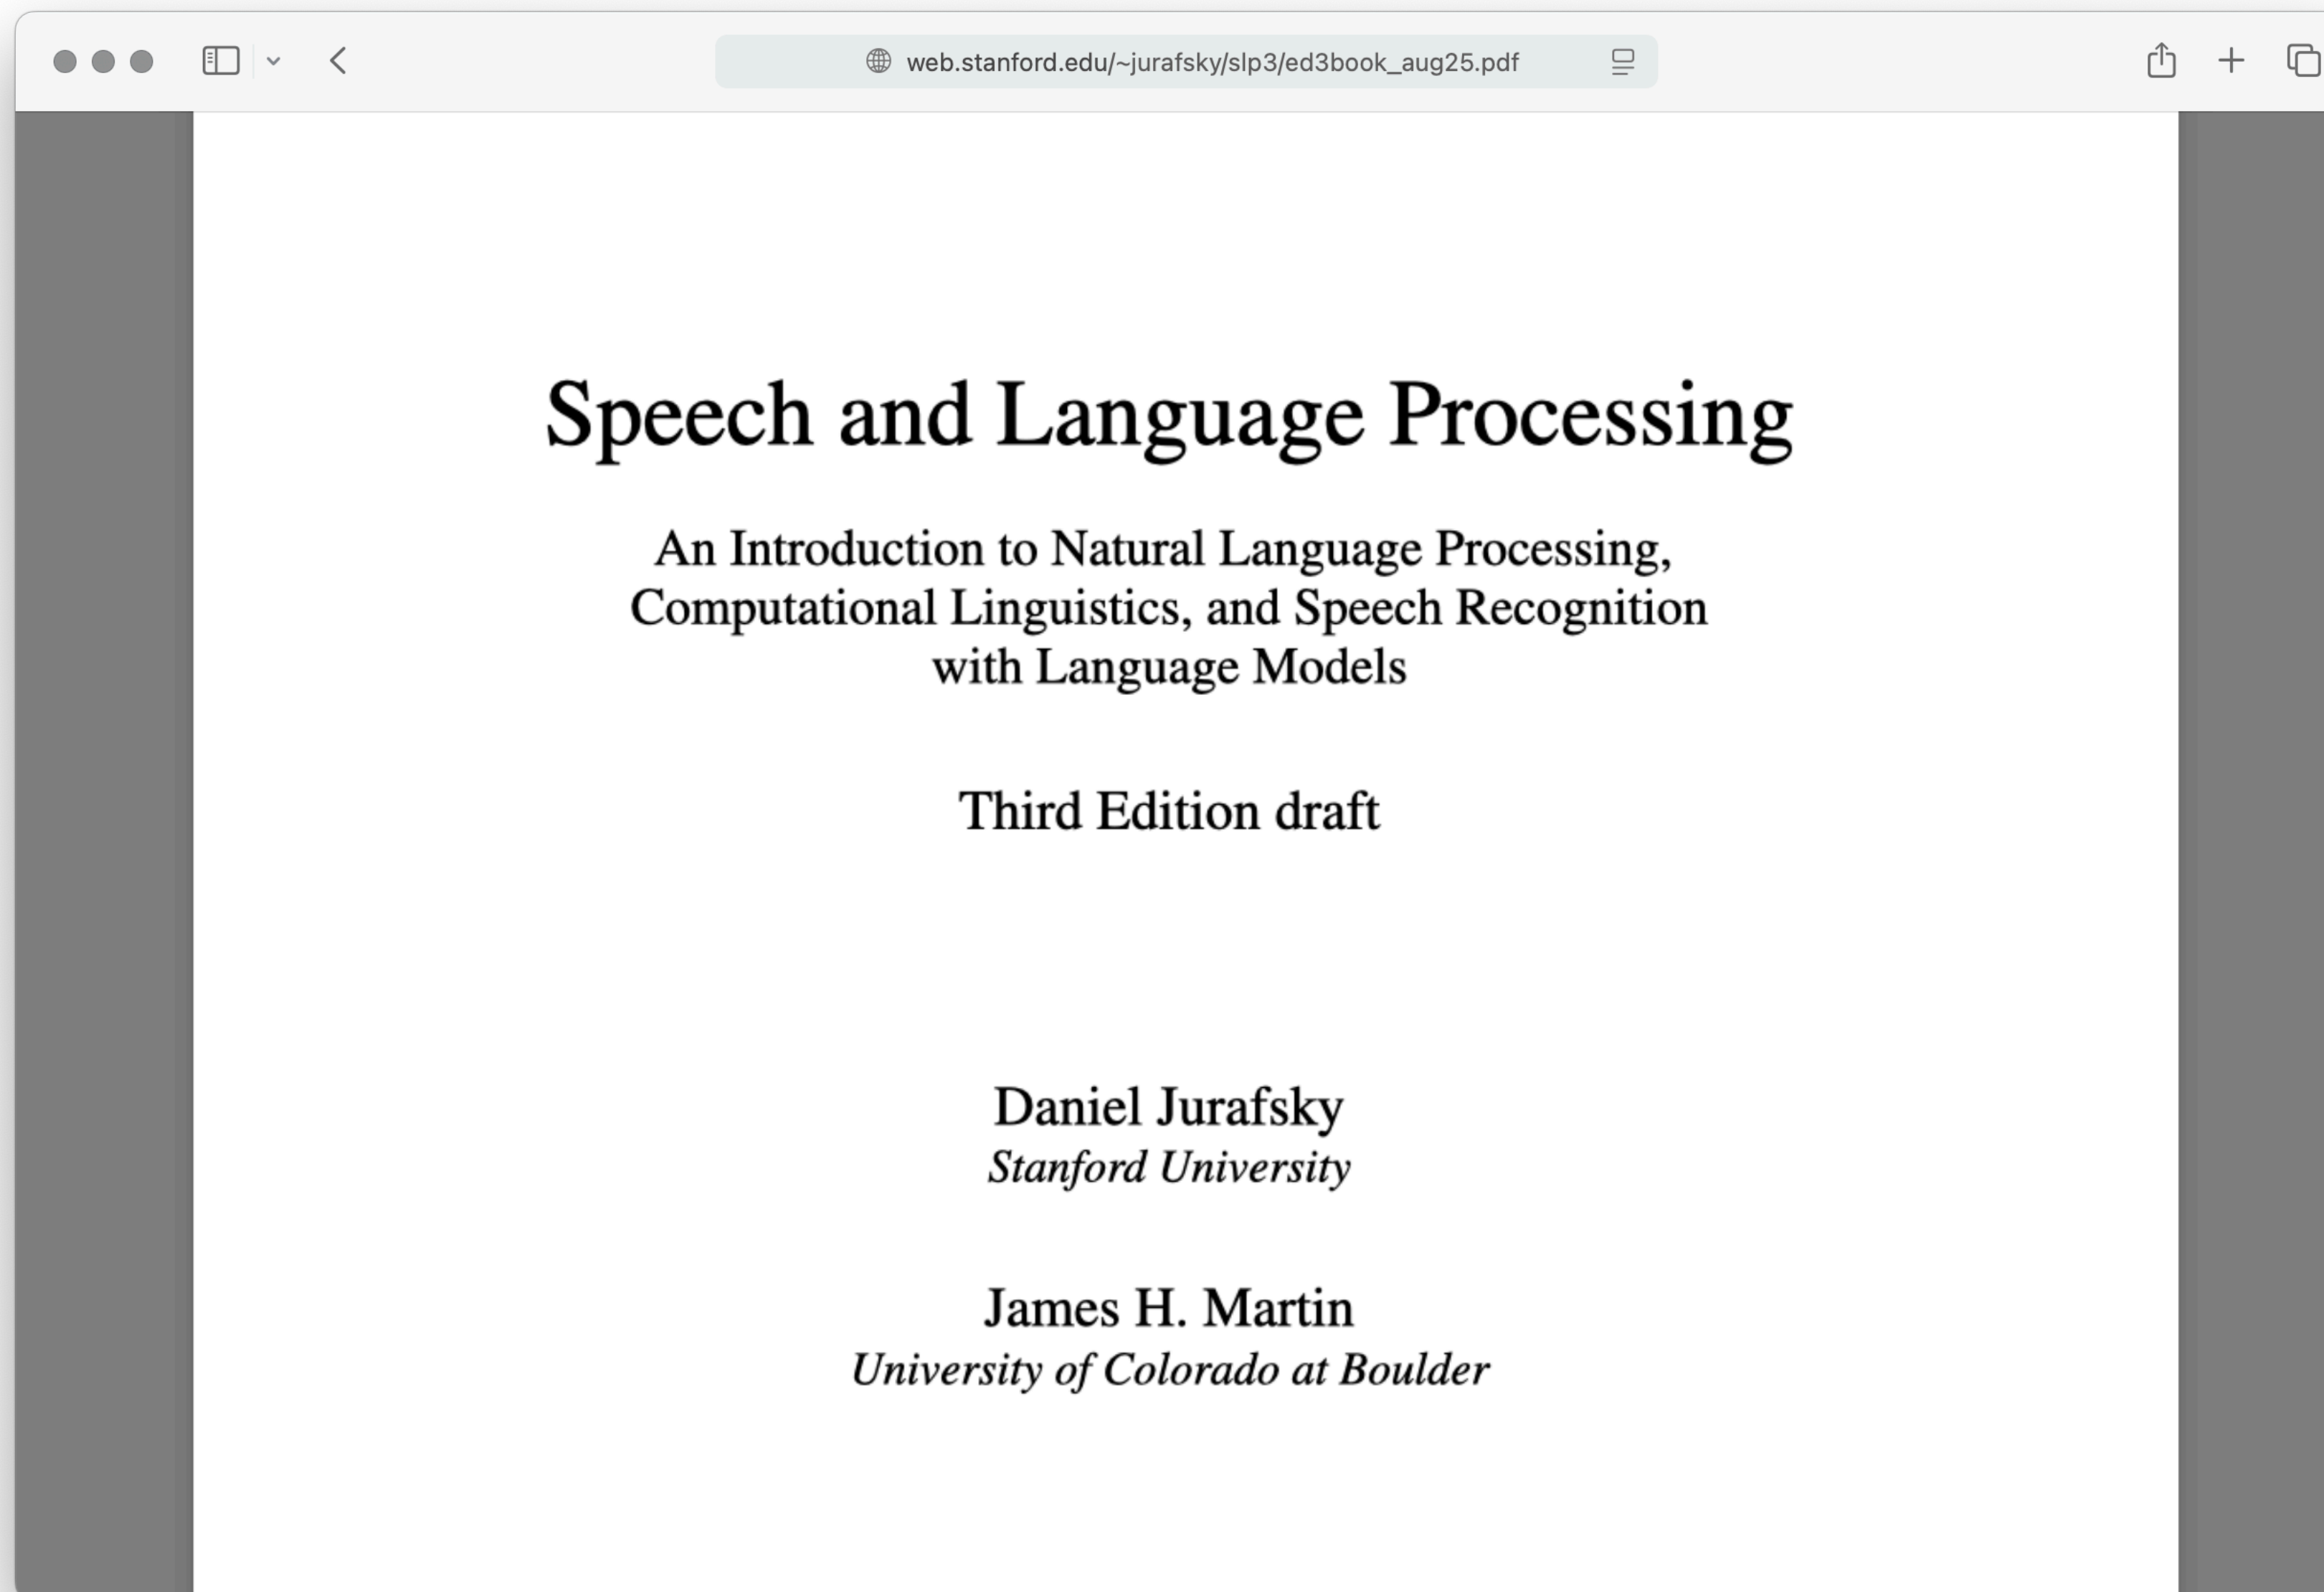 web.stanford.edu/~jurafsky/slp3/ed3book_aug25.pdf
Speech and Language Processing
An Introduction to Natural Language Processing,
Computational Linguistics, and Speech Recognition
with Language Models
Third Edition draft
Daniel Jurafsky
Stanford University
James H. Martin
University of Colorado at Boulder